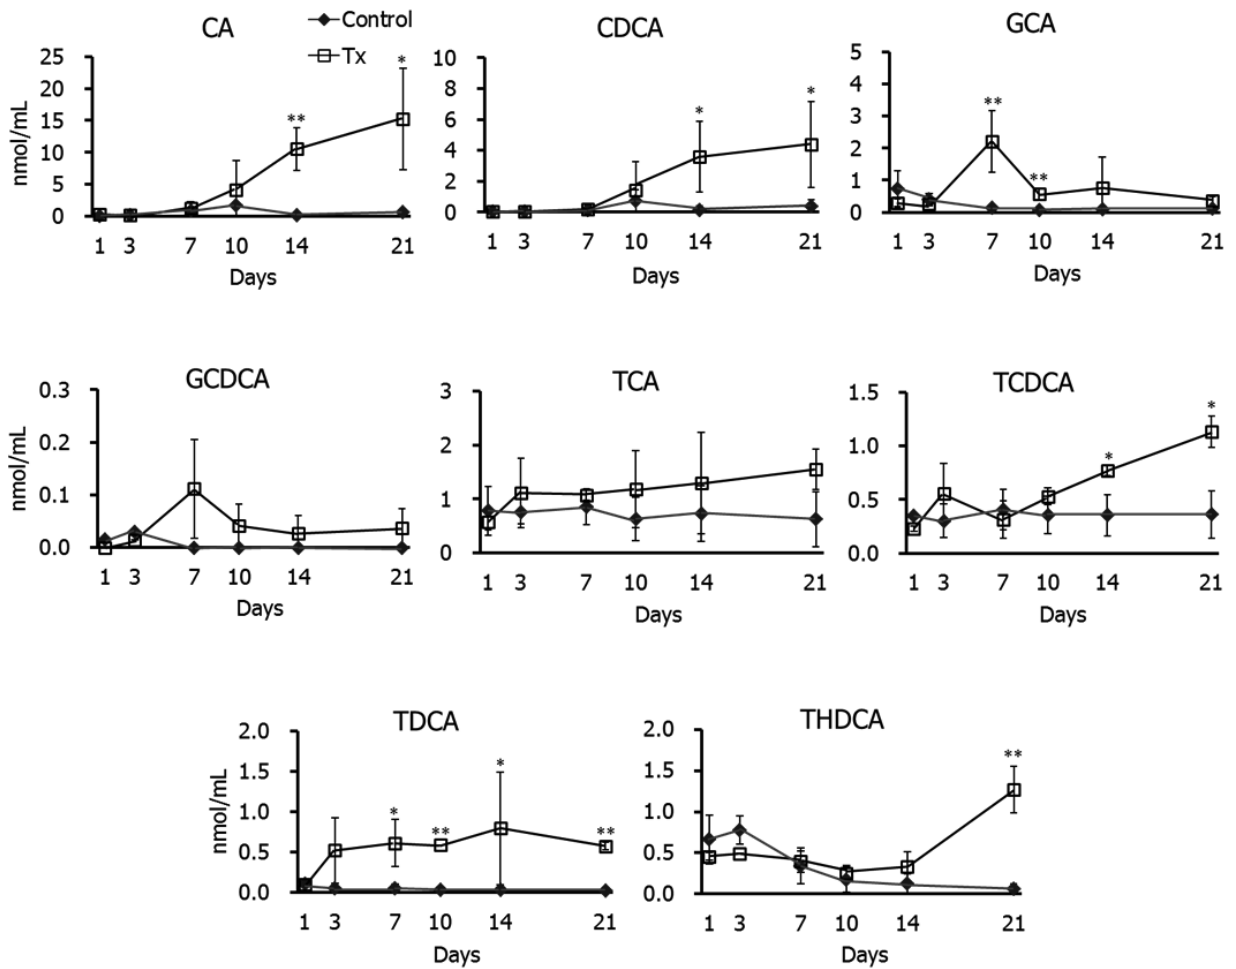 CA
Control
Tx
nmol/mL
25
20
15
10
5
0
**
*
1 3 7 10 14 21
Days
CDCA
10
8
6
4
2
0
*
*
1 3 7 10 14 21
Days
GCA
5
4
3
2
1
0
**
**
1 3 7 10 14 21
Days
GCDCA
nmol/mL
0.3
0.2
0.1
0.0
1 3 7 10 14 21
Days
TCA
3
2
1
0
1 3 7 10 14 21
Days
TCDCA
1.5
1.0
0.5
0.0
*
*
1 3 7 10 14 21
Days
TDCA
nmol/mL
2.0
1.5
1.0
0.5
0.0
*
**
*
**
1 3 7 10 14 21
Days
THDCA
2.0
1.5
1.0
0.5
0.0
**
1 3 7 10 14 21
Days